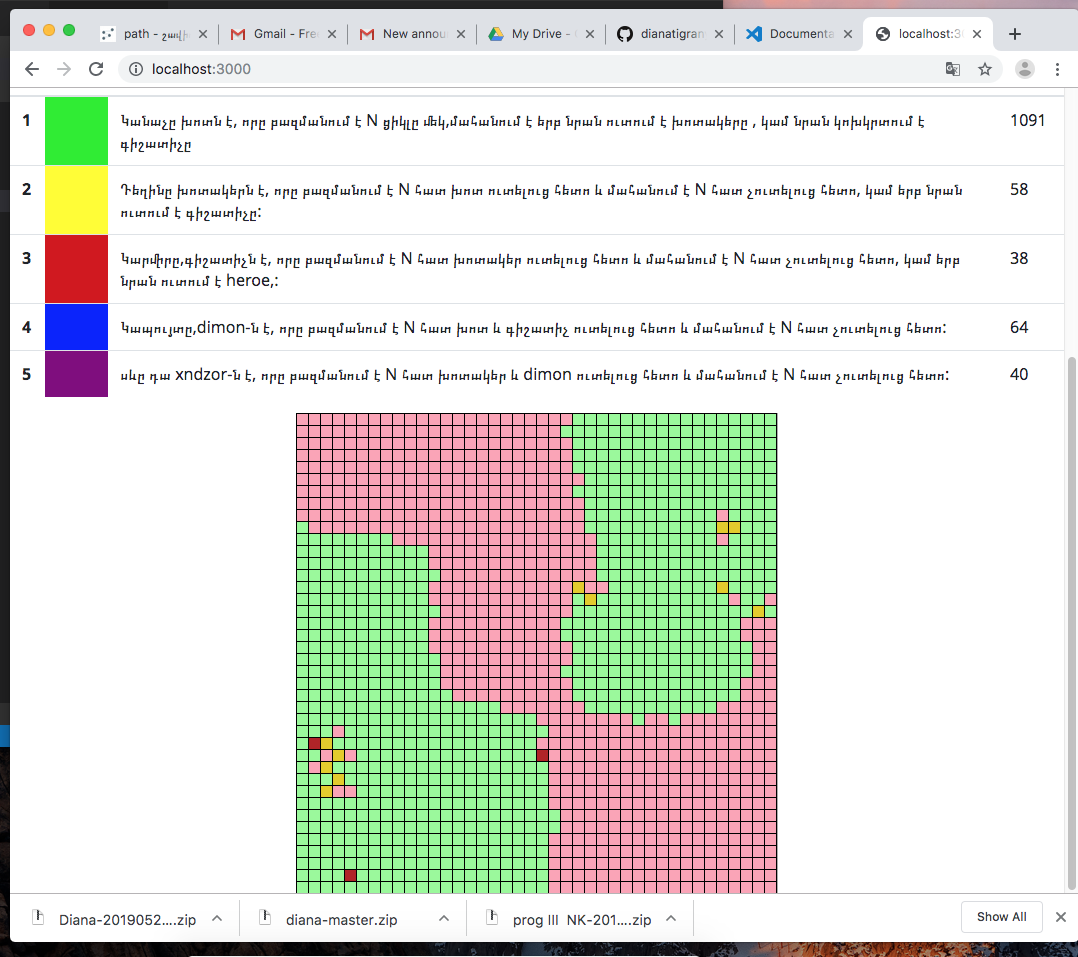 path - շավիլ
Gmail - Free
New annou
My Drive -
dianatigran
Documenta
localhost:30
localhost:3000
1 Կանաչը խոտն է, որը բազմանում է N ցիկլը մեկ,մահանում է երբ նրան ուտում է խոտակերը , կամ նրան կոխկրտում է 1091
գիշատիչը
2 Դեղինը խոտակերն է, որը բազմանում է N հատ խոտ ուտելուց հետո և մահանում է N հատ չուտելուց հետո, կամ երբ նրան 58
ուտում է գիշատիչը:
3 Կարմիրը,գիշատիչն է, որը բազմանում է N հատ խոտակեր ուտելուց հետո և մահանում է N հատ չուտելուց հետո, կամ երբ 38
նրան ուտում է heroe,:
4 Կապույտը,dimon-ն է, որը բազմանում է N հատ խոտ և գիշատիչ ուտելուց հետո և մահանում է N հատ չուտելուց հետո: 64
5 սևը դա xndzor-ն է, որը բազմանում է N հատ խոտակեր և dimon ուտելուց հետո և մահանում է N հատ չուտելուց հետո: 40
Diana-2019052....zip
diana-master.zip
prog III NK-201....zip
Show All